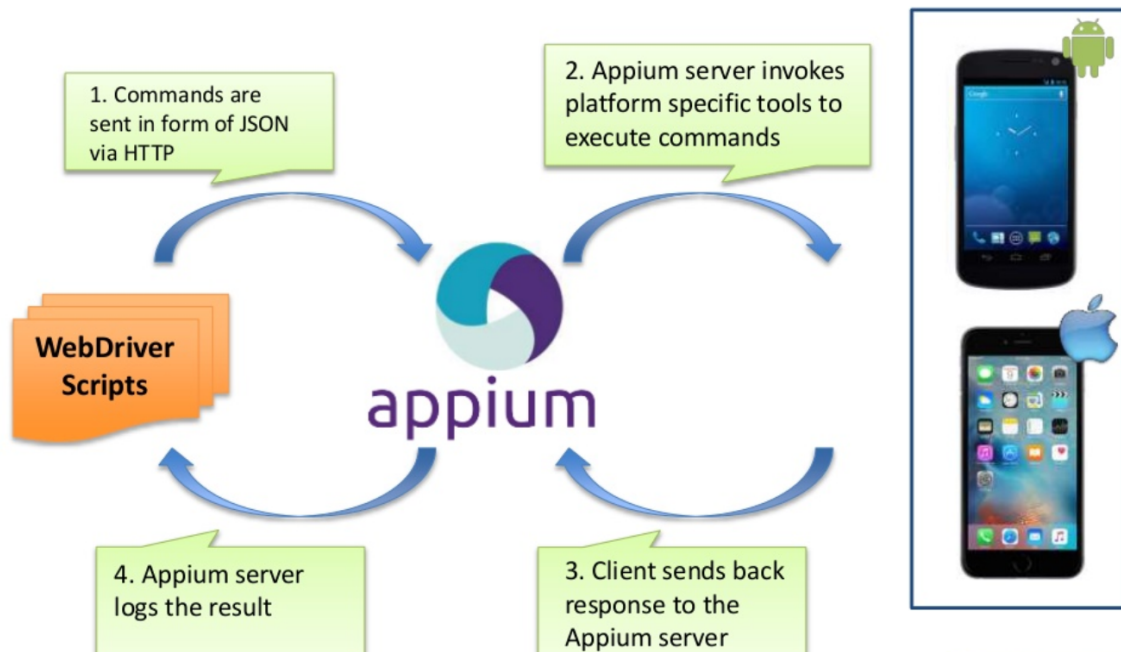 1. Commands are
sent in form of JSON
via HTTP
2. Appium server invokes
platform specific tools to
execute commands
Google
WebDriver
Scripts
appium
4. Appium server
logs the result
3. Client sends back
response to the
Appium server